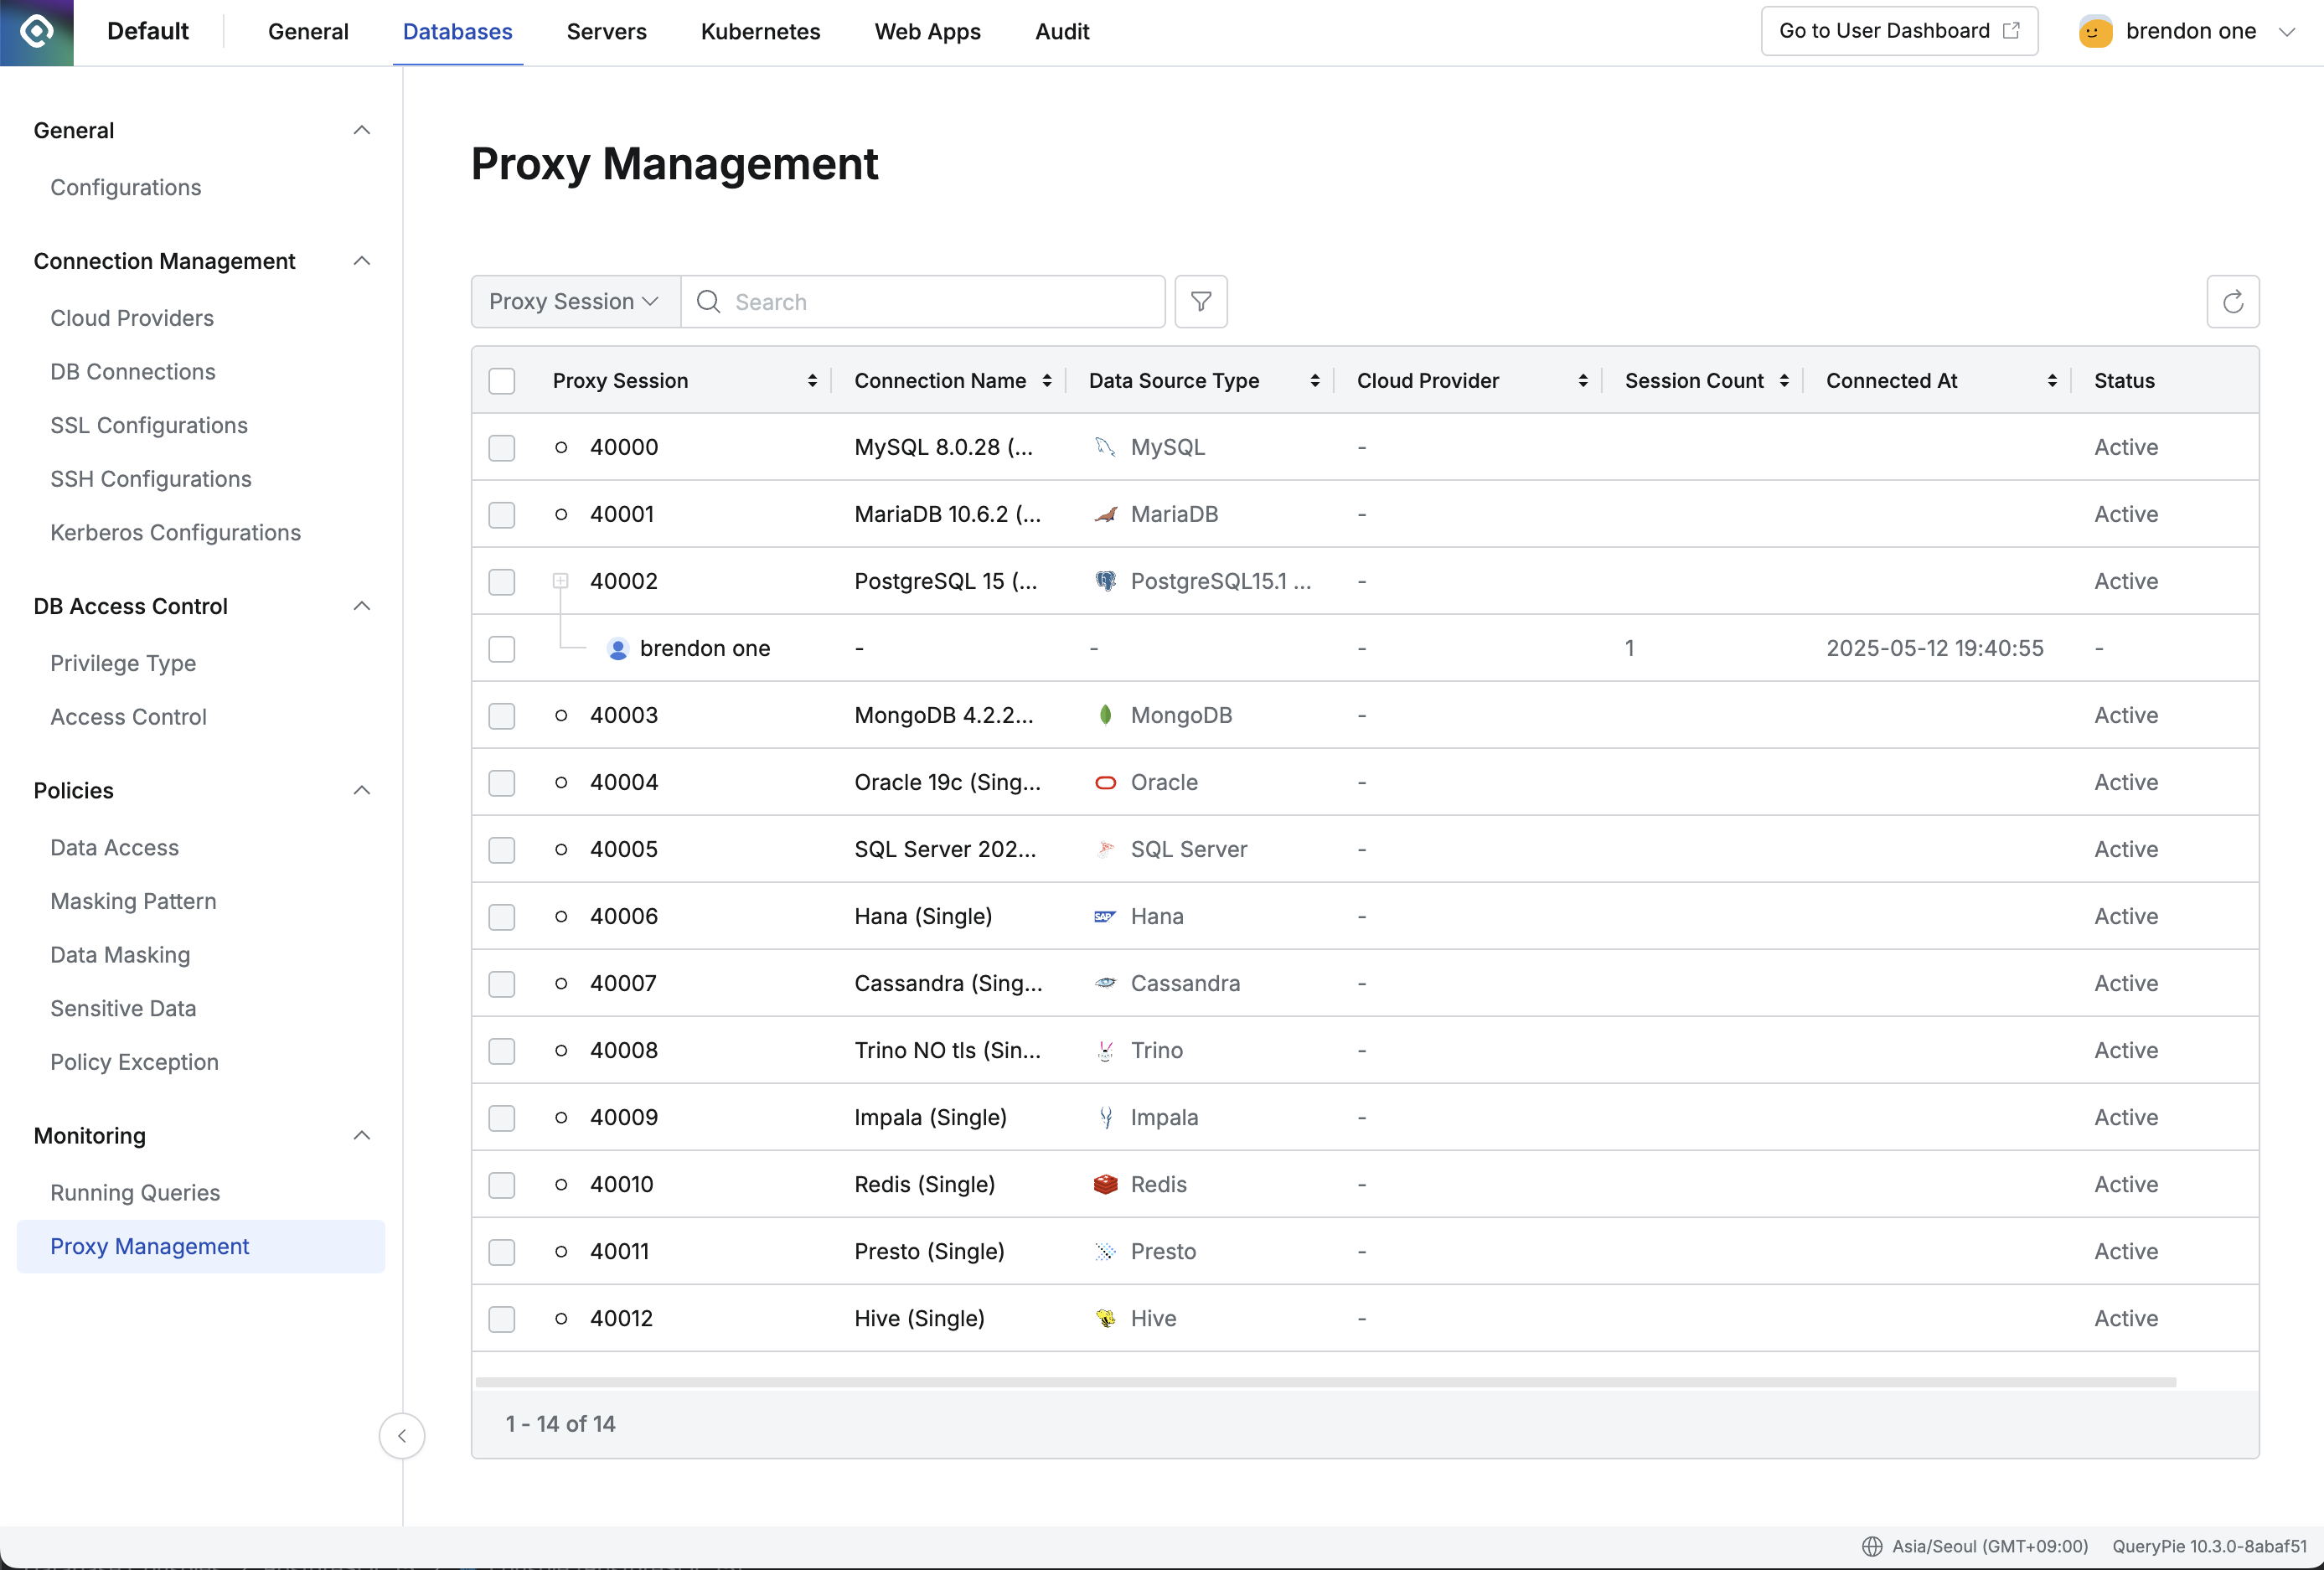 Default
General
Databases
Servers
Kubernetes
Web Apps
Audit
Go to User Dashboard
brendon one
General
Configurations
Connection Management
Cloud Providers
DB Connections
SSL Configurations
SSH Configurations
Kerberos Configurations
DB Access Control
Privilege Type
Access Control
Policies
Data Access
Masking Pattern
Data Masking
Sensitive Data
Policy Exception
Monitoring
Running Queries
Proxy Management
Proxy Management
Proxy Session
Search
Proxy Session Connection Name Data Source Type Cloud Provider Session Count Connected At Status
40000 MySQL 8.0.28 (... MySQL - Active
40001 MariaDB 10.6.2 (... MariaDB - Active
40002 PostgreSQL 15 (... PostgreSQL15.1 ... - Active
brendon one - - - 1 2025-05-12 19:40:55 -
40003 MongoDB 4.2.2... MongoDB - Active
40004 Oracle 19c (Sing... Oracle - Active
40005 SQL Server 202... SQL Server - Active
40006 Hana (Single) SAP Hana - Active
40007 Cassandra (Sing... Cassandra - Active
40008 Trino NO tls (Sin... Trino - Active
40009 Impala (Single) Impala - Active
40010 Redis (Single) Redis - Active
40011 Presto (Single) Presto - Active
40012 Hive (Single) Hive - Active
1 - 14 of 14
Asia/Seoul (GMT+09:00) QueryPie 10.3.0-8abaf51